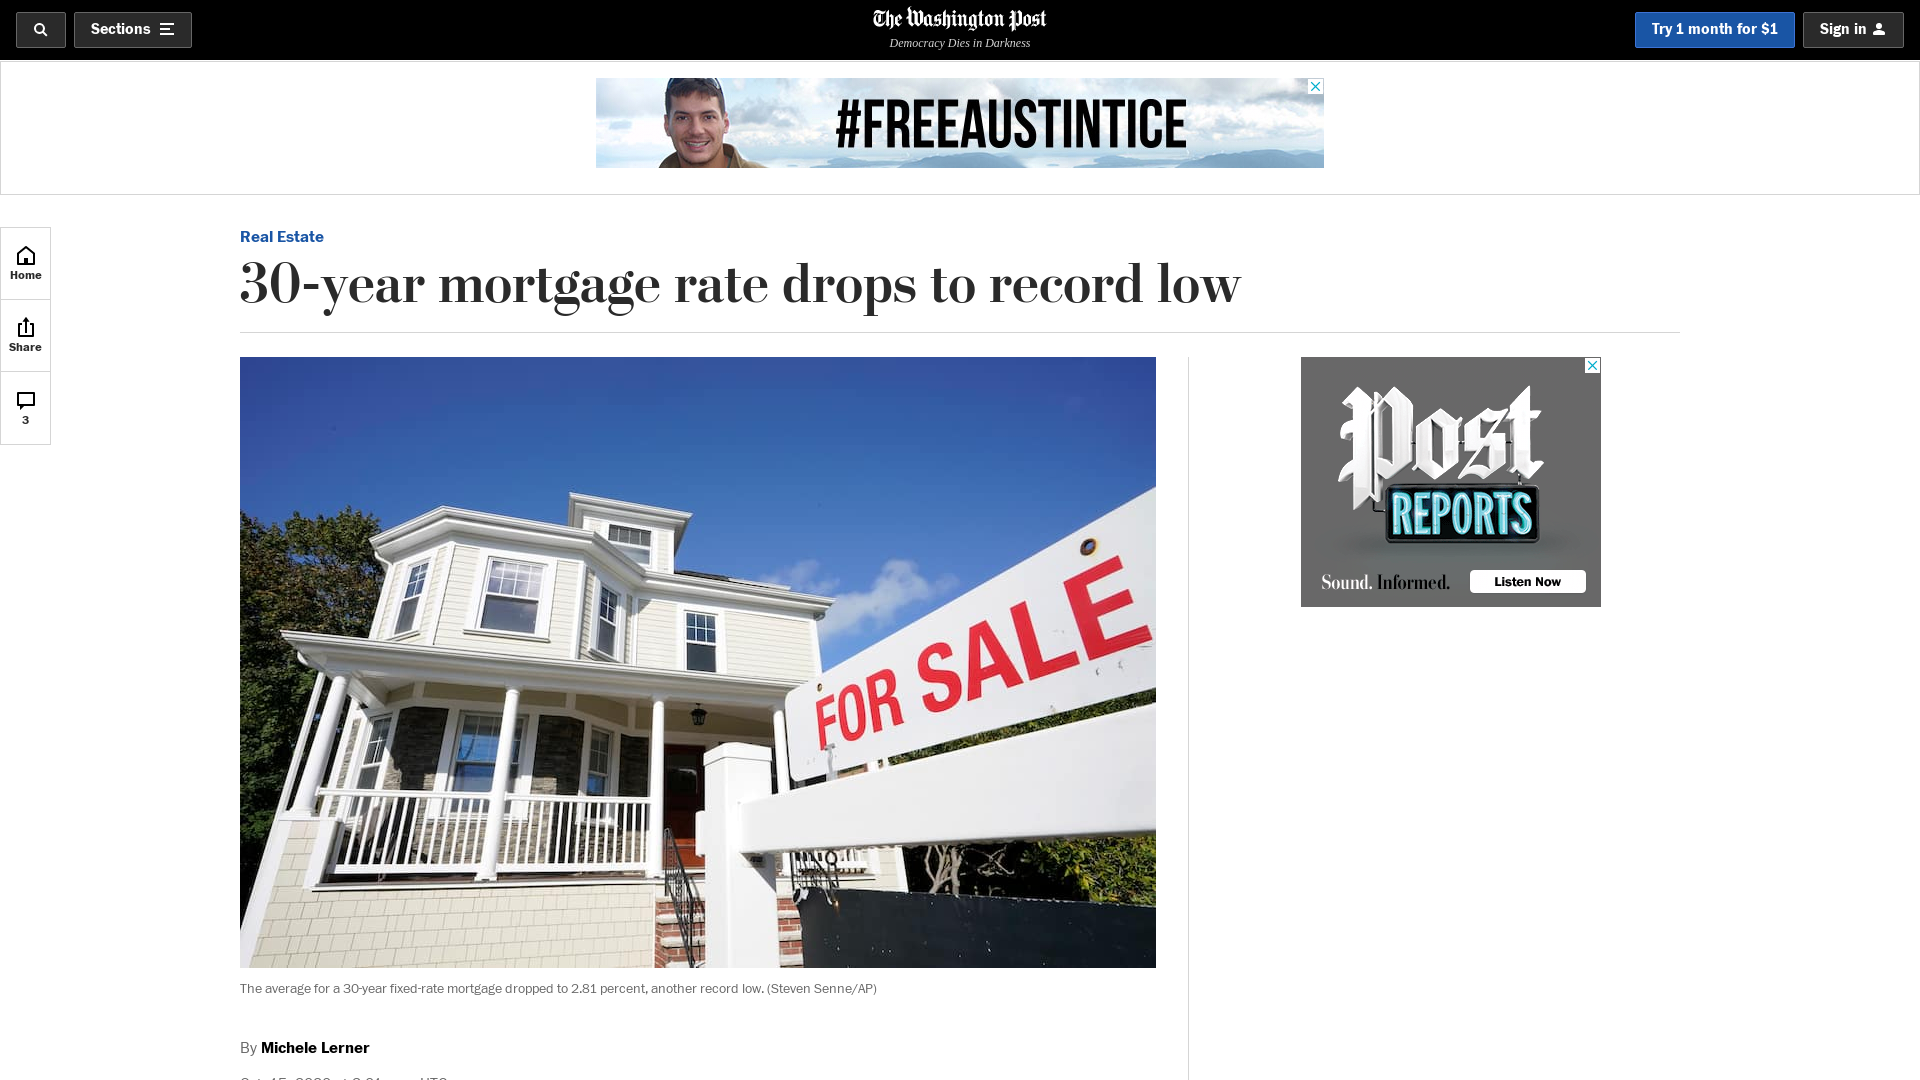 Sections
The Washington Post
Democracy Dies in Darkness
Try 1 month for $1
Sign in
#FREEAUSTINTICE
Home
Share
3
Real Estate
30-year mortgage rate drops to record low
FOR SALE
Post
REPORTS
Sound. Informed.
Listen Now
The average for a 30-year fixed-rate mortgage dropped to 2.81 percent, another record low. (Steven Senne/AP)
By Michele Lerner